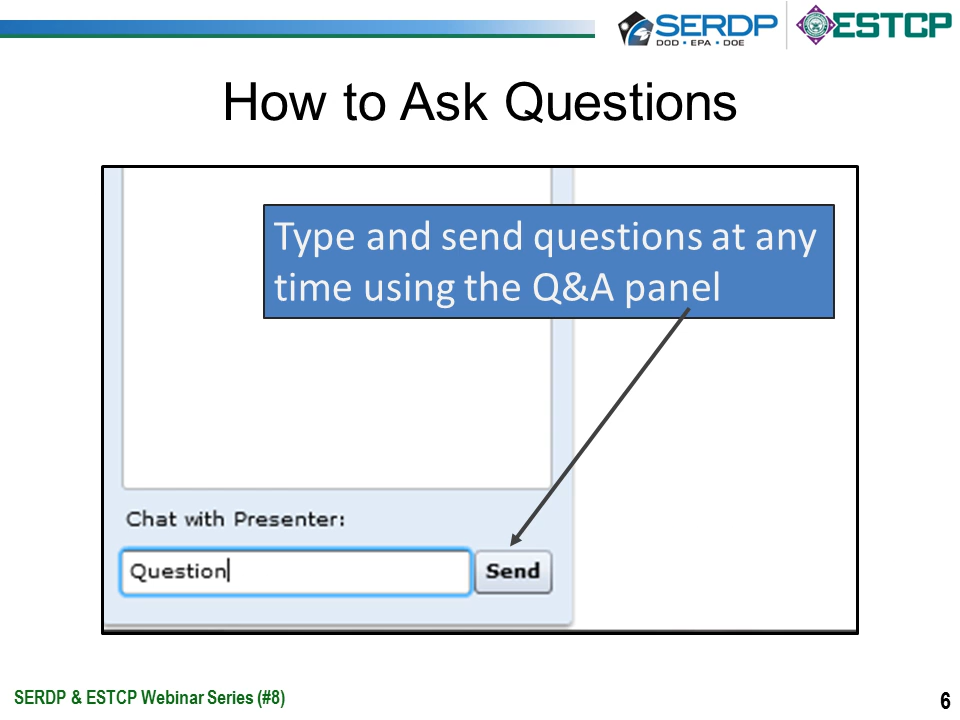 SERDP
DOD • EPA • DOE
ESTCP
How to Ask Questions
Type and send questions at any
time using the Q&A panel
Chat with Presenter:
Question
Send
SERDP & ESTCP Webinar Series (#8)
6